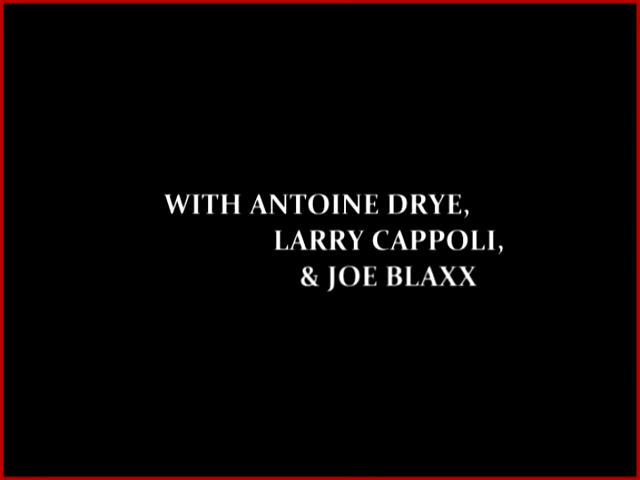 WITH ANTOINE DRYE,
LARRY CAPPOLI,
& JOE BLAXX